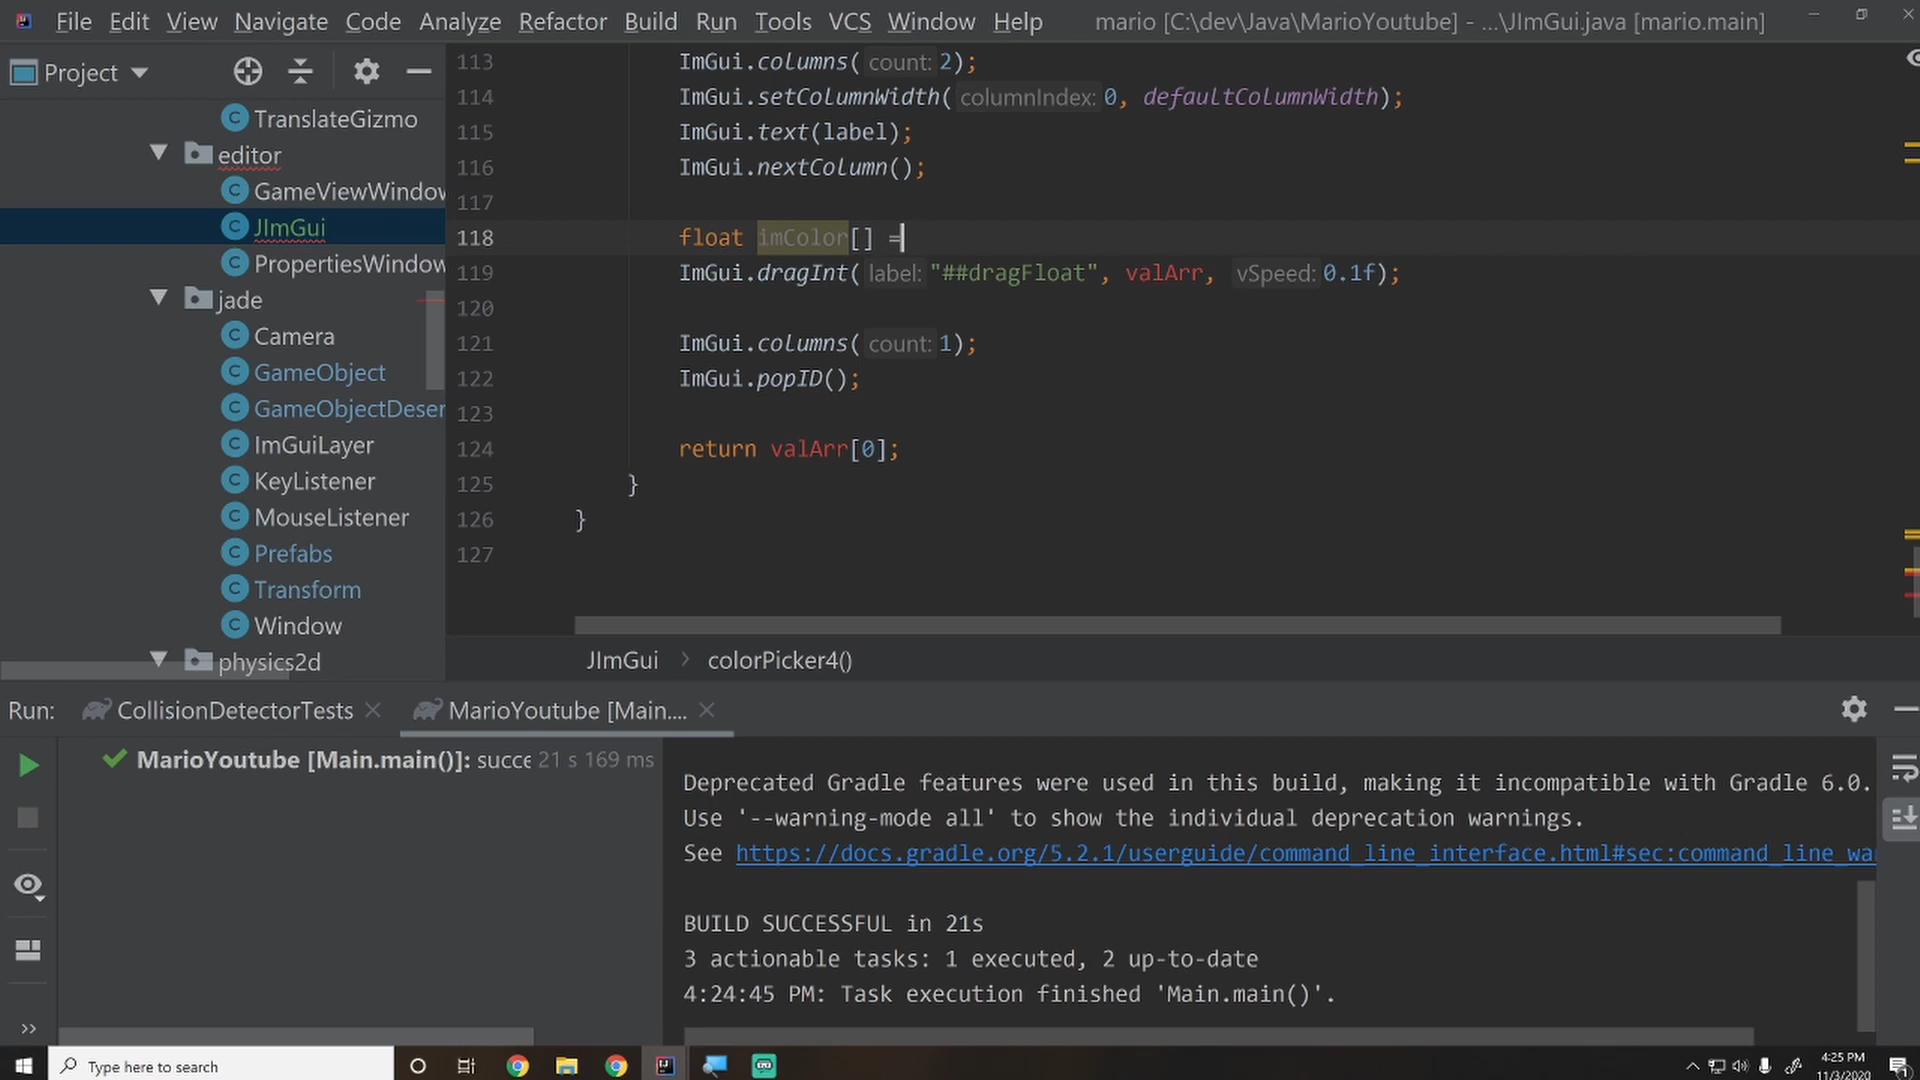 File Edit View Navigate Code Analyze Refactor Build Run Tools VCS Window Help mario [C:\dev\Java\MarioYoutube] - ...\JImGui.java [mario.main]
Project
TranslateGizmo
editor
GameViewWindow
JImGui
PropertiesWindow
jade
Camera
GameObject
GameObjectDeser
ImGuiLayer
KeyListener
MouseListener
Prefabs
Transform
Window
physics2d
113 ImGui.columns( count: 2);
114 ImGui.setColumnWidth( columnIndex: 0, defaultColumnWidth);
115 ImGui.text(label);
116 ImGui.nextColumn();
117
118 float imColor[] =
119 ImGui.dragInt( label: "##dragFloat", valArr, vSpeed: 0.1f);
120
121 ImGui.columns( count: 1);
122 ImGui.popID();
123
124 return valArr[0];
125 }
126 }
127
JImGui > colorPicker4()
Run: CollisionDetectorTests MarioYoutube [Main....
MarioYoutube [Main.main()]: succe 21 s 169 ms
Deprecated Gradle features were used in this build, making it incompatible with Gradle 6.0.
Use '--warning-mode all' to show the individual deprecation warnings.
See https://docs.gradle.org/5.2.1/userguide/command_line_interface.html#sec:command_line_wa
BUILD SUCCESSFUL in 21s
3 actionable tasks: 1 executed, 2 up-to-date
4:24:45 PM: Task execution finished 'Main.main()'.
Type here to search
4:25 PM
11/3/2020